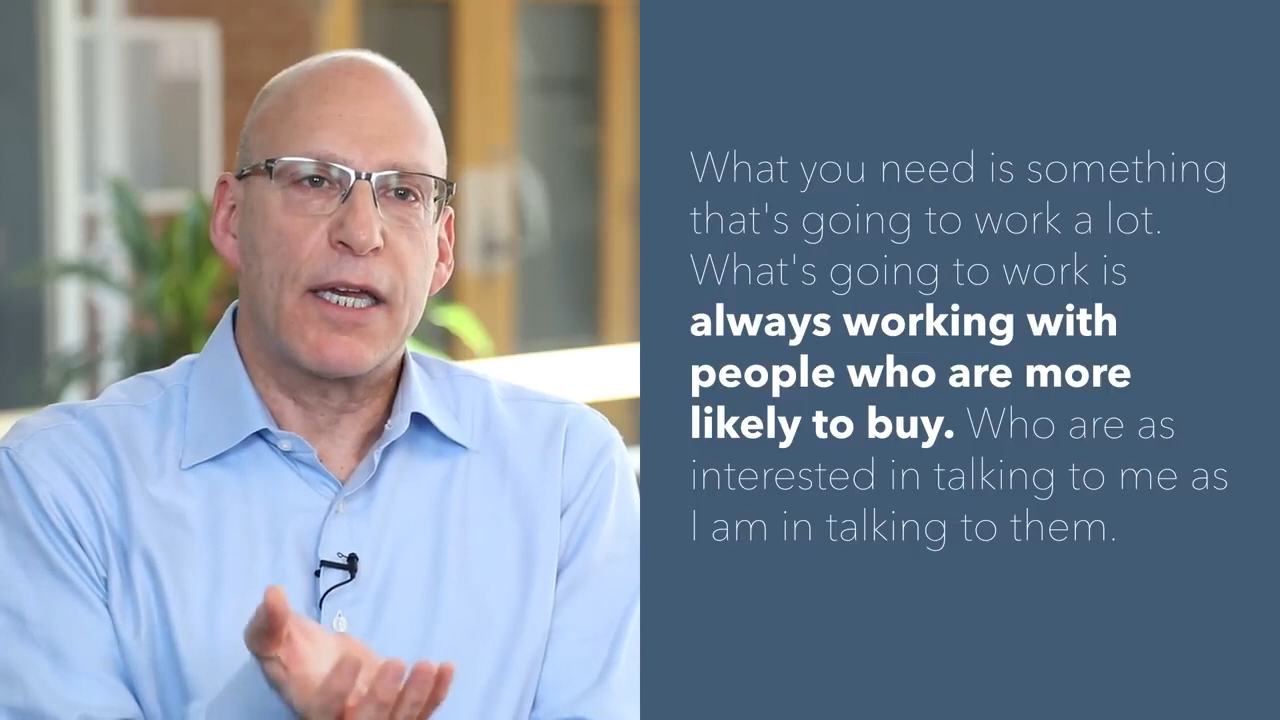 What you need is something
that's going to work a lot.
What's going to work is
always working with
people who are more
likely to buy. Who are as
interested in talking to me as
I am in talking to them.